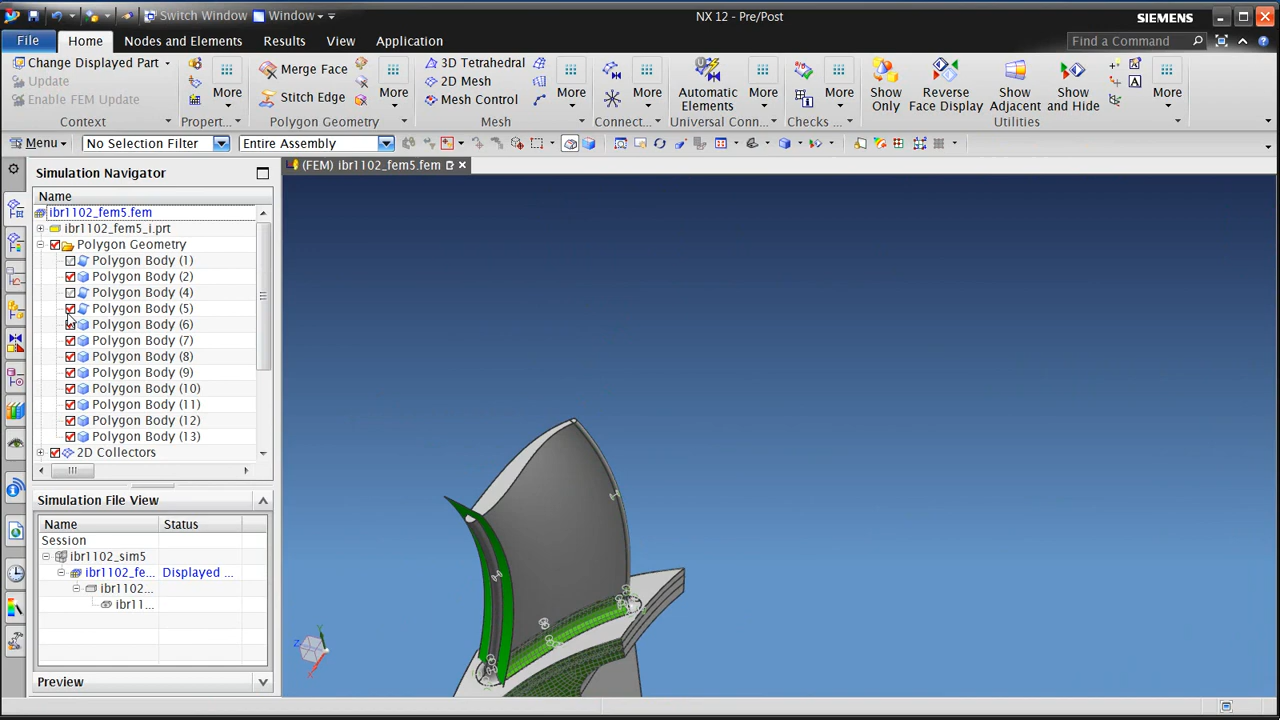 Switch Window Window NX 12 - Pre/Post SIEMENS
File Home Nodes and Elements Results View Application Find a Command
Change Displayed Part
Update
Enable FEM Update
Context
More
Propert...
Merge Face
Stitch Edge
More
Polygon Geometry
3D Tetrahedral
2D Mesh
Mesh Control
More
Mesh
More
Connect...
Automatic Elements
More
Universal Conn...
More
Checks ...
Show Only
Reverse Face Display
Show Adjacent
Show and Hide
More
Utilities
Menu No Selection Filter Entire Assembly
Simulation Navigator
(FEM) ibr1102_fem5.fem
Name
ibr1102_fem5.fem
ibr1102_fem5_i.prt
Polygon Geometry
Polygon Body (1)
Polygon Body (2)
Polygon Body (4)
Polygon Body (5)
Polygon Body (6)
Polygon Body (7)
Polygon Body (8)
Polygon Body (9)
Polygon Body (10)
Polygon Body (11)
Polygon Body (12)
Polygon Body (13)
2D Collectors
Simulation File View
Name Status
Session
ibr1102_sim5
ibr1102_fe... Displayed ...
ibr1102...
ibr11...
Preview
Z Y X